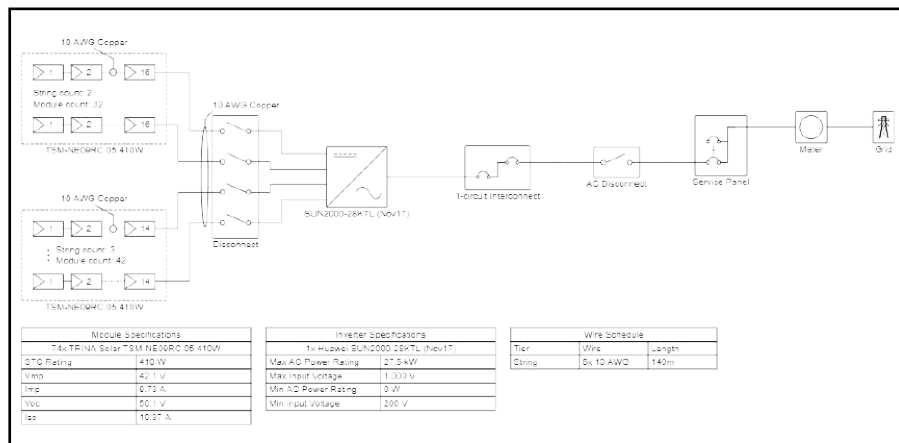 10 AWG Copper
1
2
16
String count: 2
Module count: 32
1
2
16
TSM-NE09RC.05 410W
10 AWG Copper
Disconnect
SUN2000-28KTL (Nov17)
1-circuit Interconnect
AC Disconnect
Service Panel
Meter
Grid
10 AWG Copper
1
2
14
String count: 3
Module count: 42
1
2
14
TSM-NE09RC.05 410W
Module Specifications
74x TRINA Solar TSM-NE09RC.05 410W
STC Rating 410 W
Vmp 42.1 V
Imp 9.73 A
Voc 50.1 V
Isc 10.37 A
Inverter Specifications
1x Huawei SUN2000-28KTL (Nov17)
Max AC Power Rating 27.5 kW
Max Input Voltage 1,000 V
Min AC Power Rating 0 W
Min Input Voltage 200 V
Wire Schedule
Tier Wire Length
String 5x 10 AWG 140m